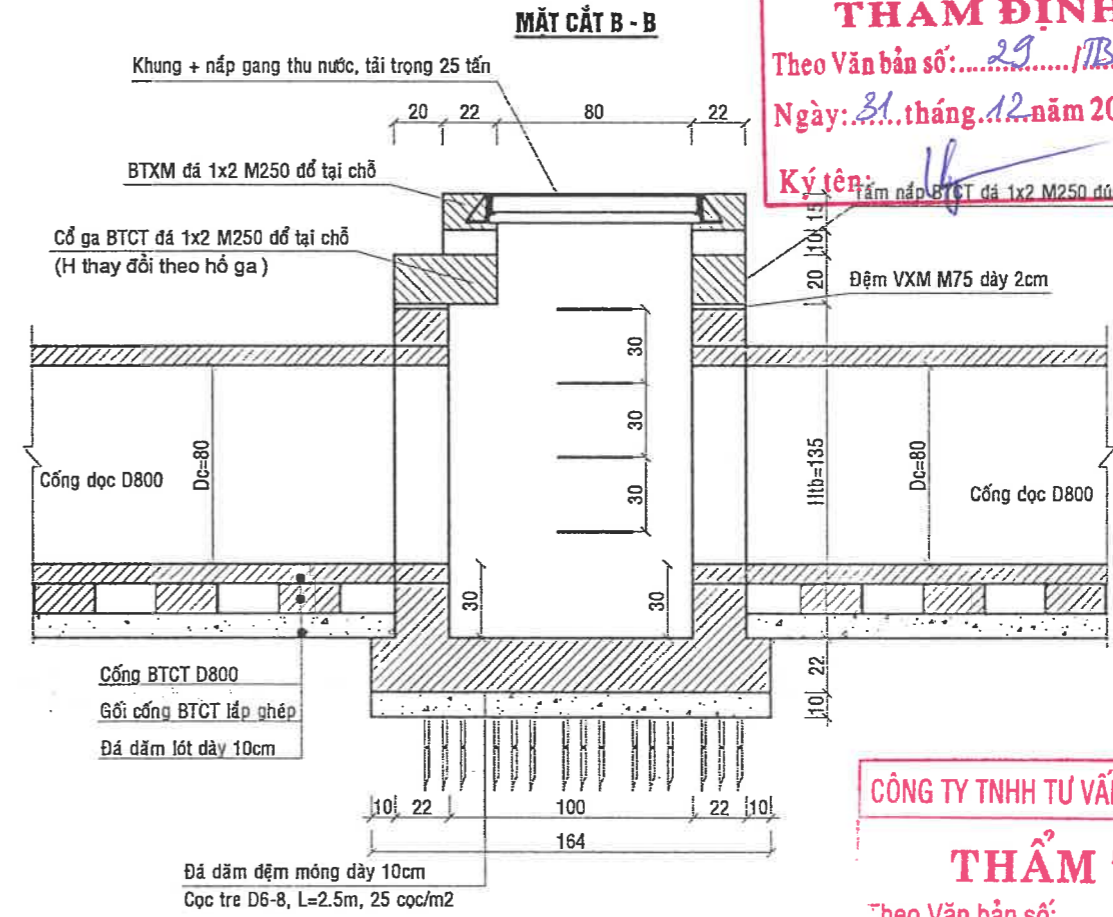 MẶT CẮT B - B
THẨM ĐỊNH
Theo Văn bản số: 29 /TB
Ngày: 31 tháng 12 năm 20
Ký tên:
Khung + nắp gang thu nước, tải trọng 25 tấn
20 22 80 22
BTXM đá 1x2 M250 đổ tại chỗ
Tấm nắp BTCT đá 1x2 M250
Cổ ga BTCT đá 1x2 M250 đổ tại chỗ
(H thay đổi theo hố ga)
15
10
20
Đệm VXM M75 dày 2cm
30
30
30
Cống dọc D800
Dc=80
Htb=135
Dc=80
Cống dọc D800
30
30
22
10
Cống BTCT D800
Gối cống BTCT lắp ghép
Đá dăm lót dày 10cm
10 22 100 22 10
164
Đá dăm đệm móng dày 10cm
Cọc tre D6-8, L=2.5m, 25 cọc/m2
CÔNG TY TNHH TƯ VẤN
THẨM
Theo Văn bản số: